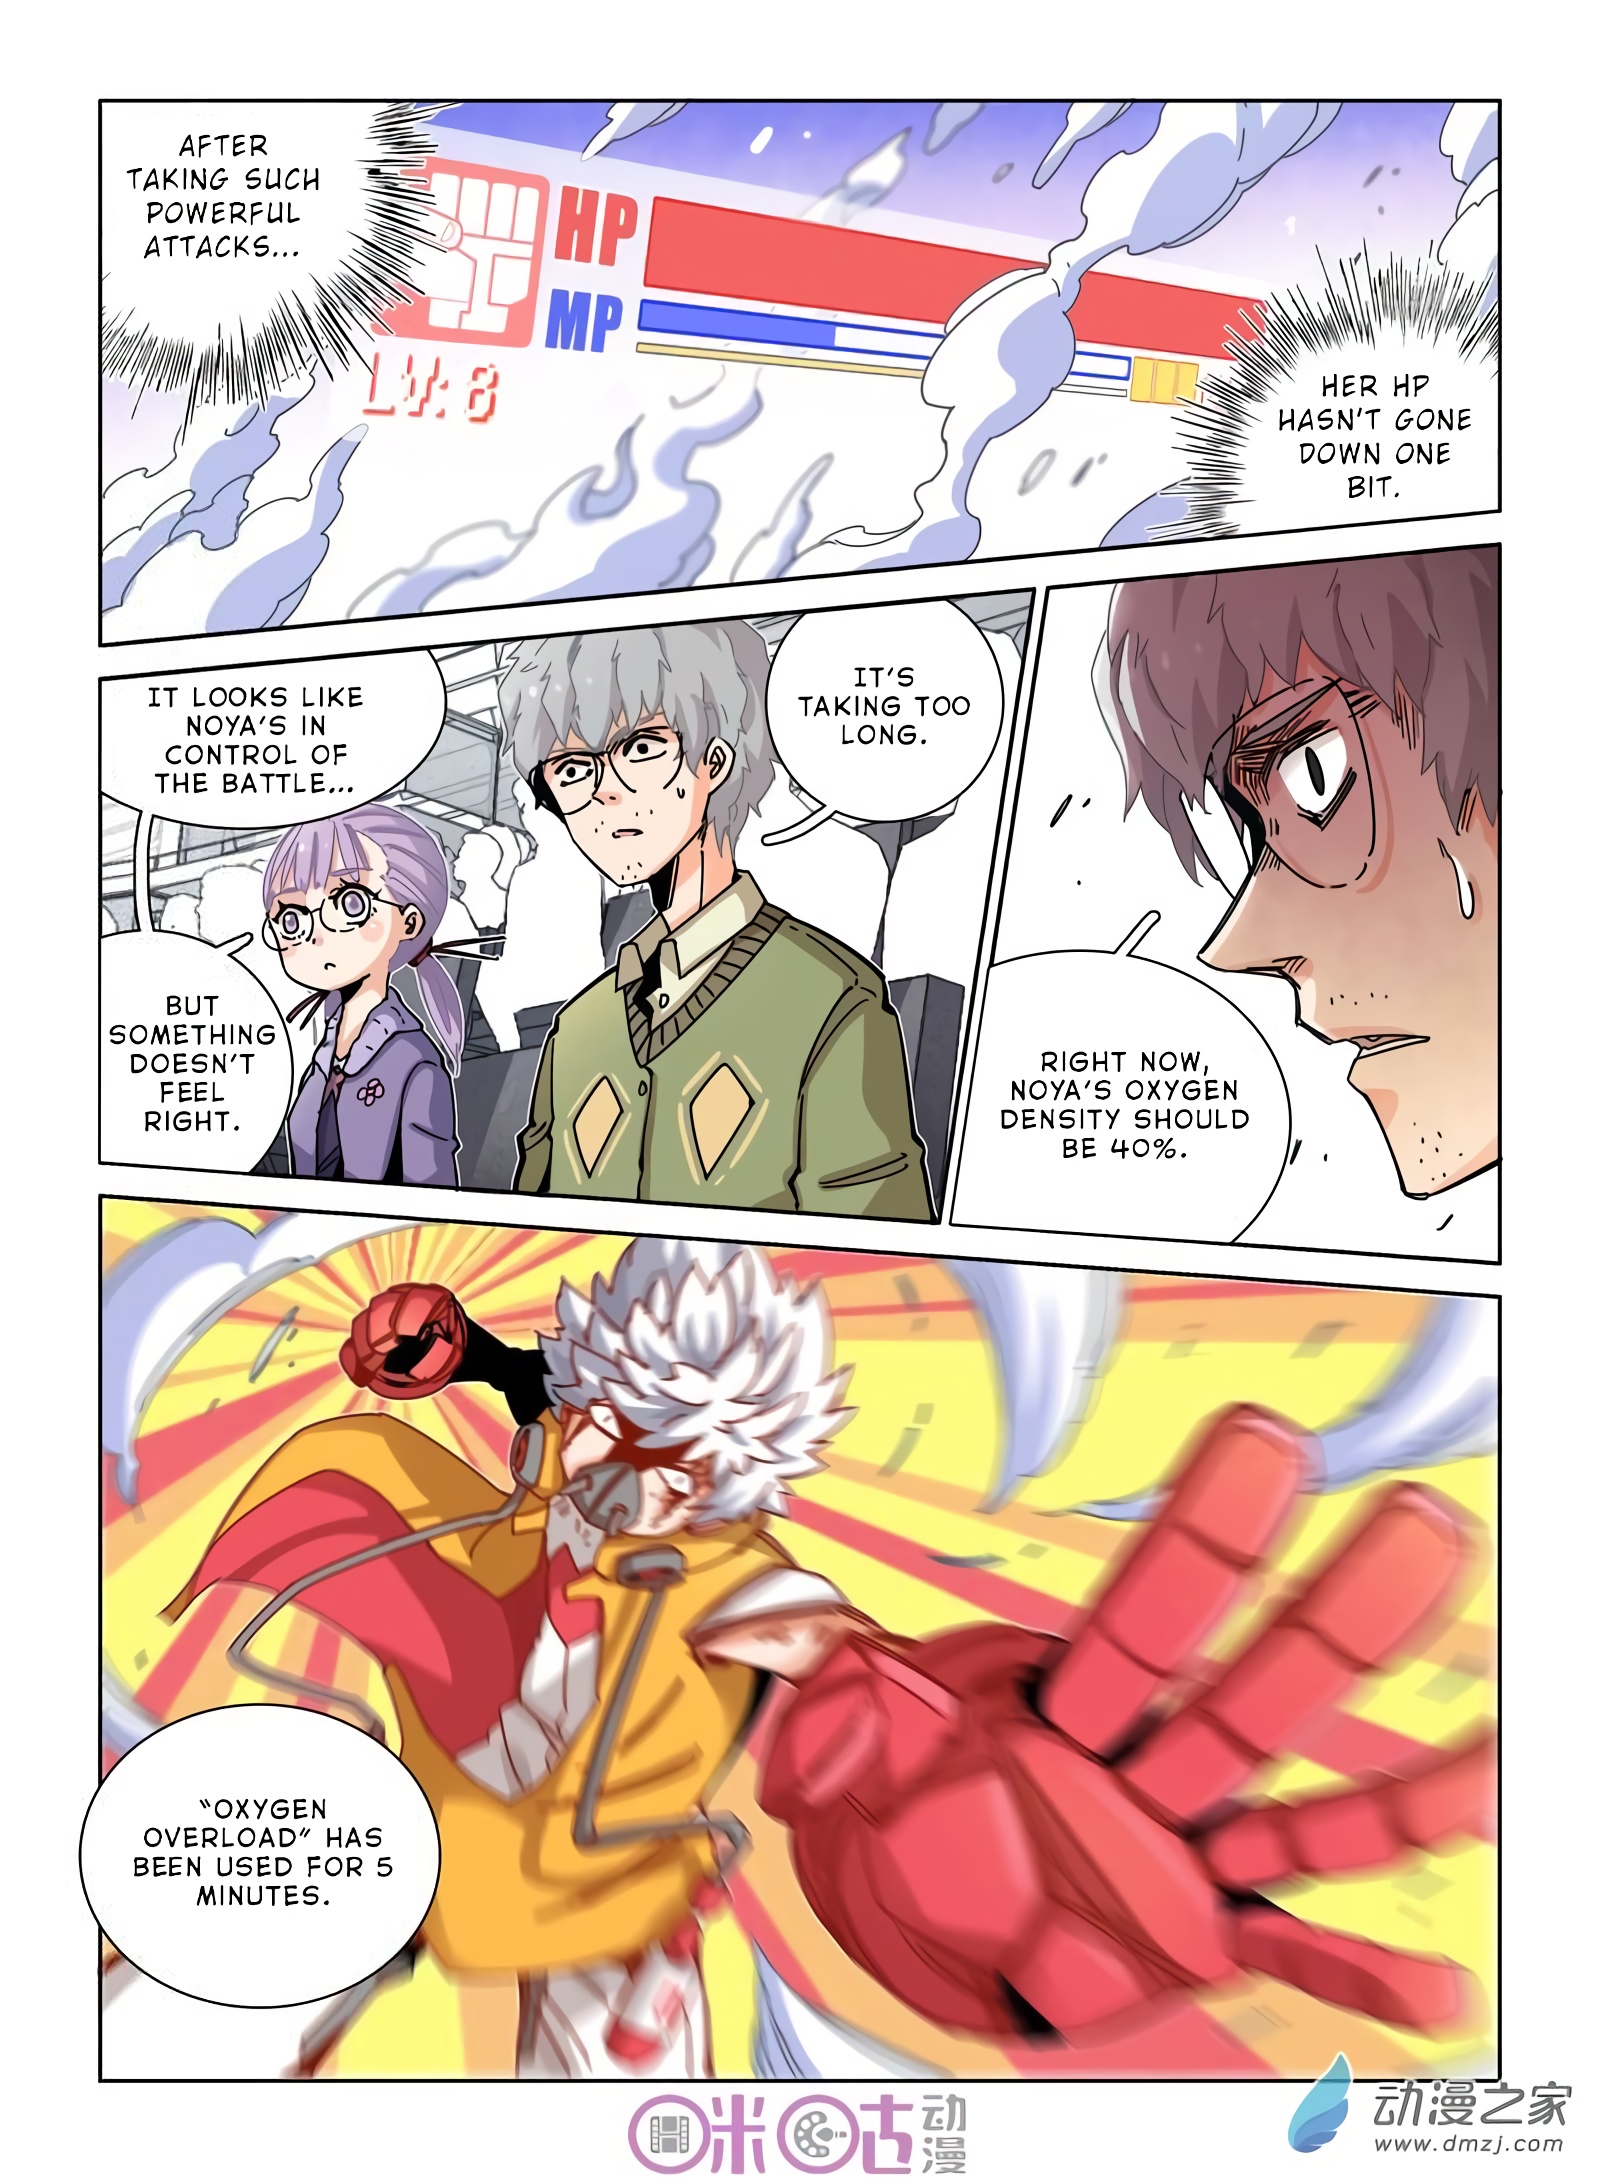 AFTER
TAKING SUCH
POWERFUL
ATTACKS...
HP
MP
LV.8
HER HP
HASN'T GONE
DOWN ONE
BIT.
IT LOOKS LIKE
NOYA'S IN
CONTROL OF
THE BATTLE...
BUT
SOMETHING
DOESN'T
FEEL
RIGHT.
IT'S
TAKING TOO
LONG.
RIGHT NOW,
NOYA'S OXYGEN
DENSITY SHOULD
BE 40%.
"OXYGEN
OVERLOAD" HAS
BEEN USED FOR 5
MINUTES.
咪咕动漫
动漫之家
www.dmzj.com